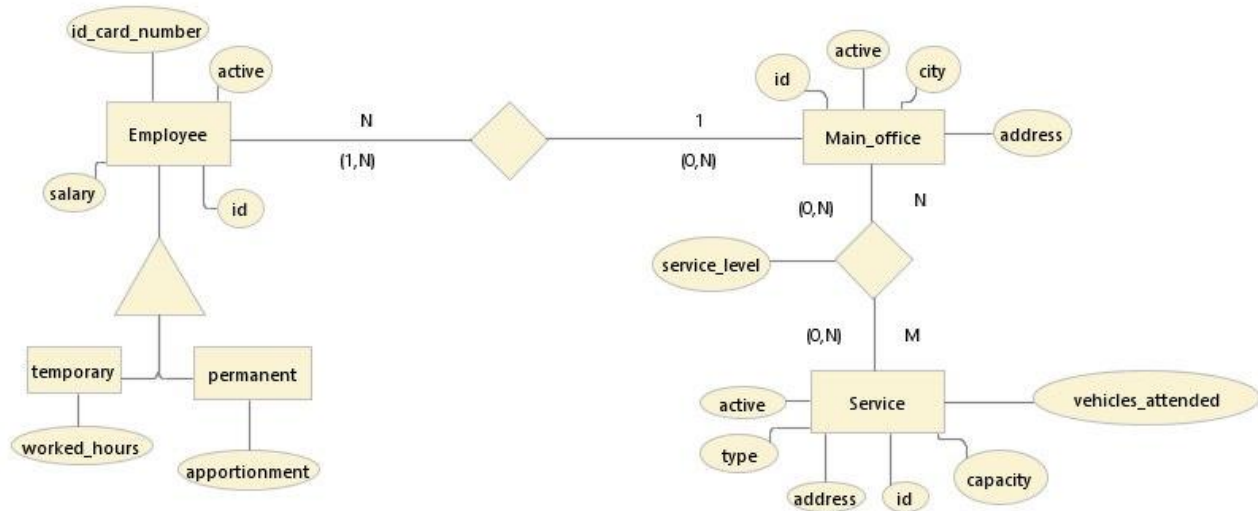 id_card_number
active
Employee
salary
id
N
(1,N)
1
(0,N)
id
active
city
Main_office
address
(0,N)
N
service_level
(0,N)
M
temporary
permanent
worked_hours
apportionment
active
Service
vehicles_attended
type
address
id
capacity